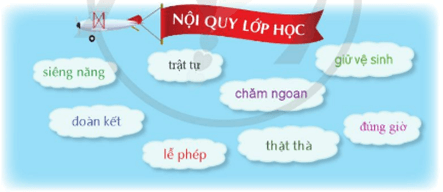 NỘI QUY LỚP HỌC
siêng năng
trật tự
giữ vệ sinh
chăm ngoan
đoàn kết
lễ phép
thật thà
đúng giờ